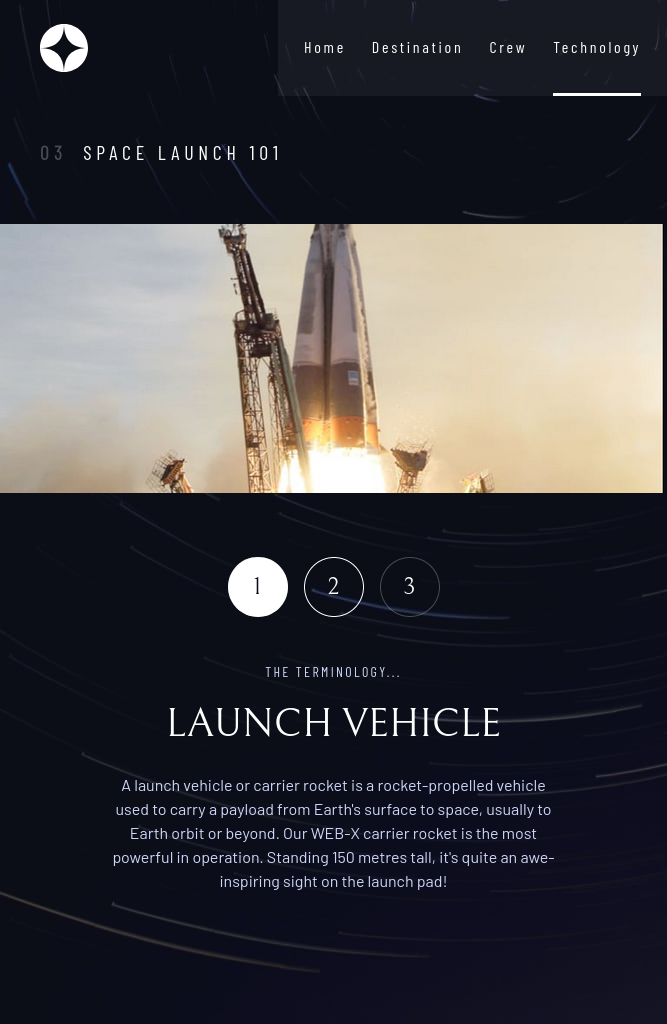 Home Destination Crew Technology
03 SPACE LAUNCH 101
1 2 3
THE TERMINOLOGY...
LAUNCH VEHICLE
A launch vehicle or carrier rocket is a rocket-propelled vehicle
used to carry a payload from Earth's surface to space, usually to
Earth orbit or beyond. Our WEB-X carrier rocket is the most
powerful in operation. Standing 150 metres tall, it's quite an awe-
inspiring sight on the launch pad!